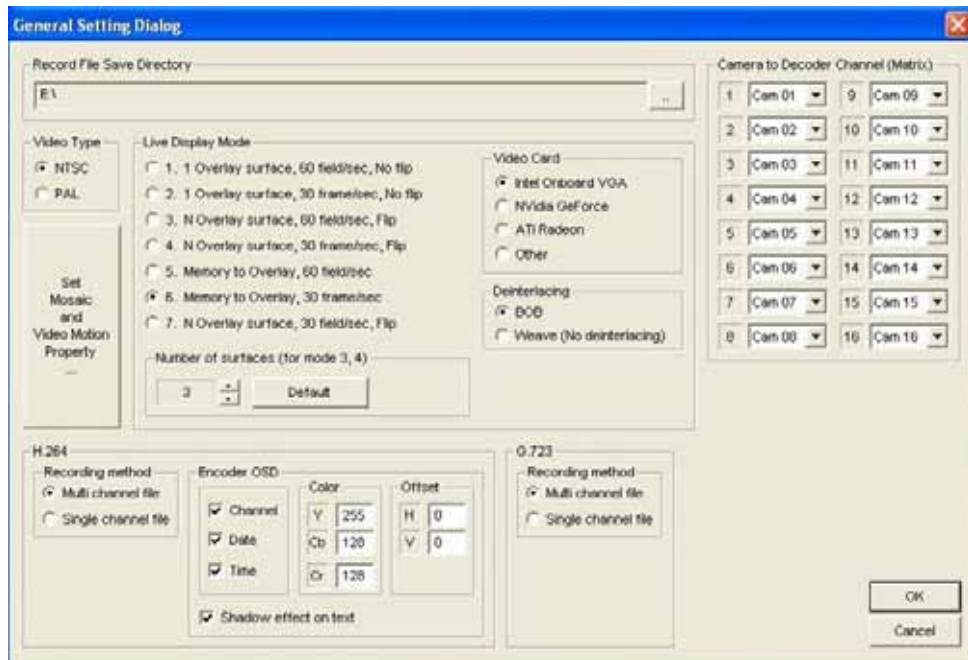 General Setting Dialog
Record File Save Directory
E:\
..
Video Type
NTSC
PAL
Set
Mosaic
and
Video Motion
Property
...
Live Display Mode
1. 1 Overlay surface, 60 field/sec, No flip
2. 1 Overlay surface, 30 frame/sec, No flip
3. N Overlay surface, 60 field/sec, Flip
4. N Overlay surface, 30 frame/sec, Flip
5. Memory to Overlay, 60 field/sec
6. Memory to Overlay, 30 frame/sec
7. N Overlay surface, 30 field/sec, Flip
Number of surfaces (for mode 3, 4)
3 Default
Video Card
Intel Onboard VGA
NVidia GeForce
ATI Radeon
Other
Deinterlacing
BOB
Weave (No deinterlacing)
Camera to Decoder Channel (Matrix)
1 Cam 01 9 Cam 09
2 Cam 02 10 Cam 10
3 Cam 03 11 Cam 11
4 Cam 04 12 Cam 12
5 Cam 05 13 Cam 13
6 Cam 06 14 Cam 14
7 Cam 07 15 Cam 15
8 Cam 08 16 Cam 16
H.264
Recording method
Multi channel file
Single channel file
Encoder OSD
Channel
Date
Time
Shadow effect on text
Color
Y 255
Cb 128
Cr 128
Offset
H 0
V 0
G.723
Recording method
Multi channel file
Single channel file
OK
Cancel